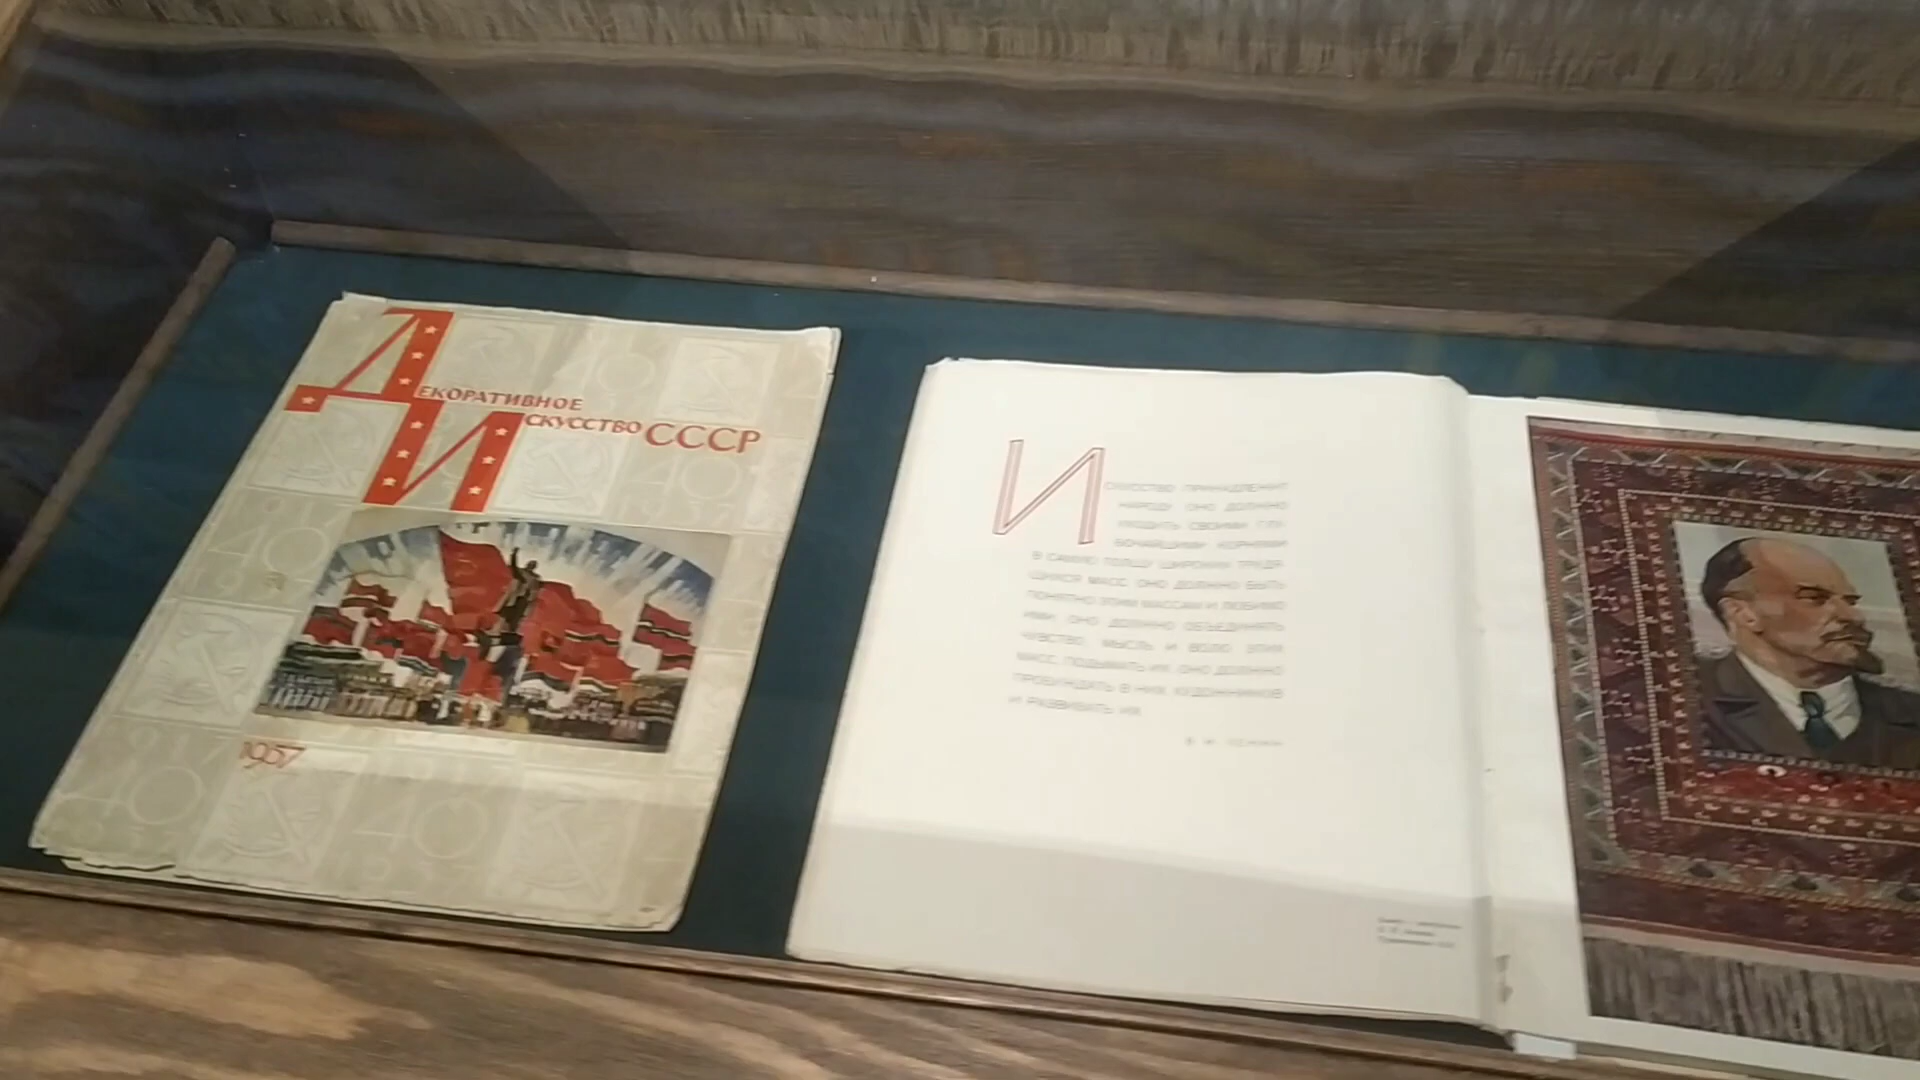 ДЕКОРАТИВНОЕ
ИСКУССТВО СССР
1957
ИСКУССТВО ПРИНАДЛЕЖИТ
НАРОДУ. ОНО ДОЛЖНО
УХОДИТЬ СВОИМИ ГЛУ-
БОЧАЙШИМИ КОРНЯМИ
В САМУЮ ТОЛЩУ ШИРОКИХ ТРУДЯ-
ЩИХСЯ МАСС. ОНО ДОЛЖНО БЫТЬ
ПОНЯТНО ЭТИМ МАССАМ И ЛЮБИМО
ИМИ. ОНО ДОЛЖНО ОБЪЕДИНЯТЬ
ЧУВСТВО, МЫСЛЬ И ВОЛЮ ЭТИХ
МАСС, ПОДЫМАТЬ ИХ. ОНО ДОЛЖНО
ПРОБУЖДАТЬ В НИХ ХУДОЖНИКОВ
И РАЗВИВАТЬ ИХ.
В. И. ЛЕНИН